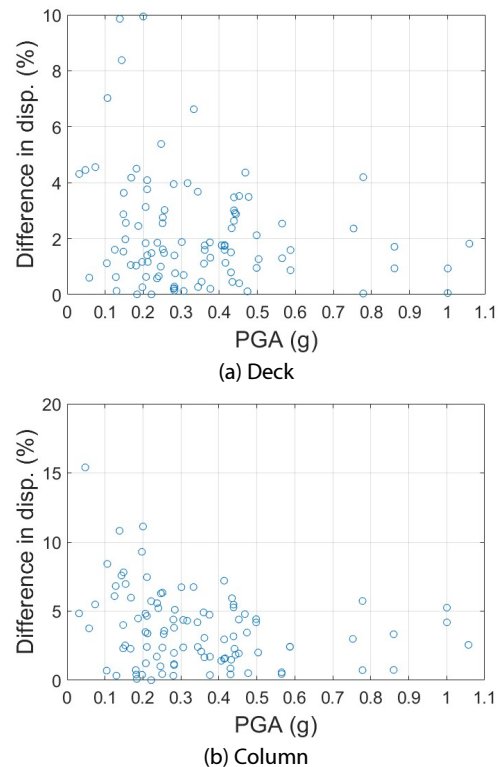 10
8
6
4
2
0
Difference in disp. (%)
0 0.1 0.2 0.3 0.4 0.5 0.6 0.7 0.8 0.9 1 1.1
PGA (g)
(a) Deck
20
15
10
5
0
Difference in disp. (%)
0 0.1 0.2 0.3 0.4 0.5 0.6 0.7 0.8 0.9 1 1.1
PGA (g)
(b) Column